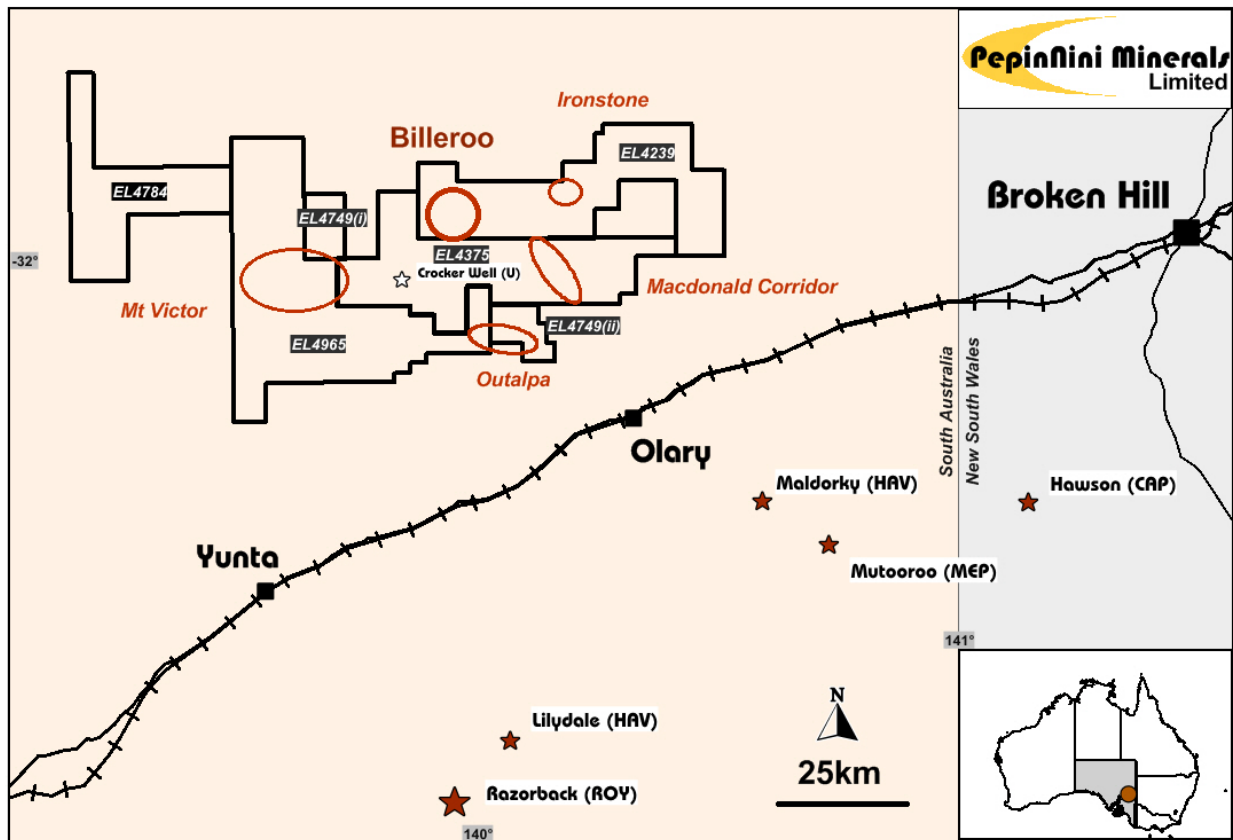 PepinNini Minerals
Limited
Ironstone
Billeroo
EL4239
EL4784
EL4749(i)
Broken Hill
EL4375
-32°
Crocker Well (U)
Macdonald Corridor
Mt Victor
EL4749(ii)
EL4965
Outalpa
South Australia
New South Wales
Olary
Maldorky (HAV)
Hawson (CAP)
Yunta
Mutooroo (MEP)
141°
N
Lilydale (HAV)
25km
Razorback (ROY)
140°